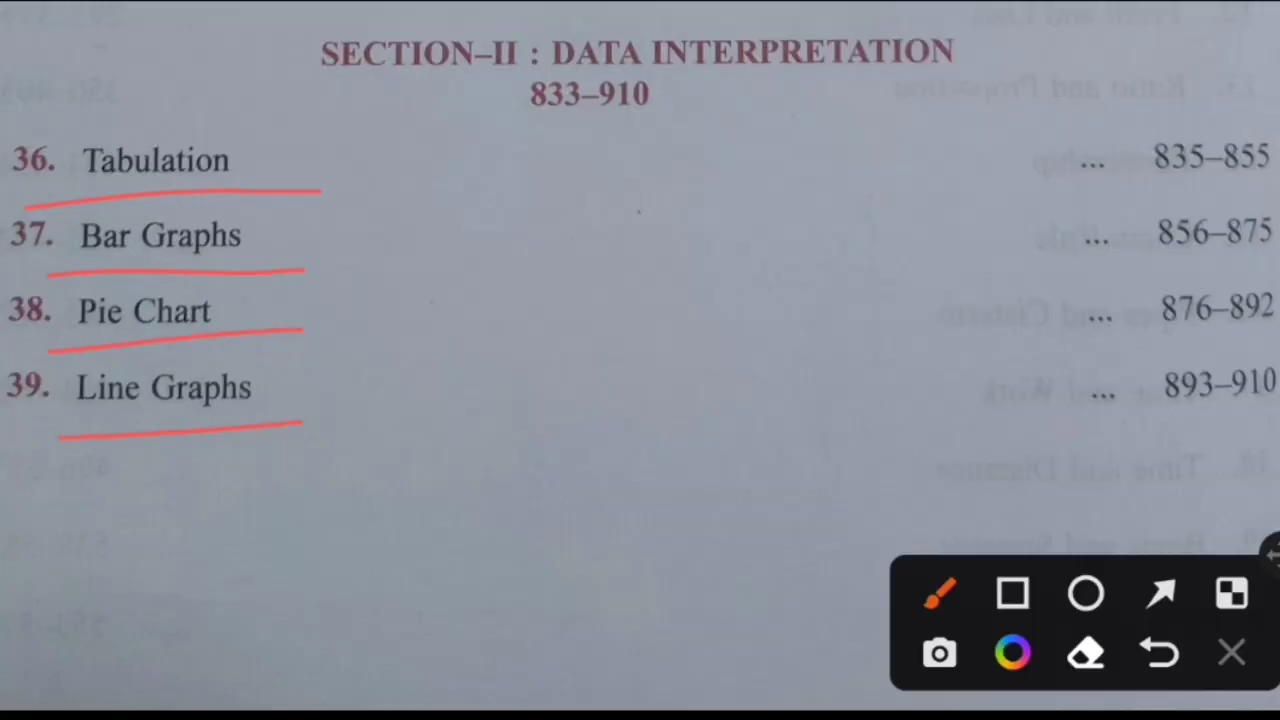 SECTION–II : DATA INTERPRETATION
833–910
36. Tabulation ... 835–855
37. Bar Graphs ... 856–875
38. Pie Chart ... 876–892
39. Line Graphs ... 893–910